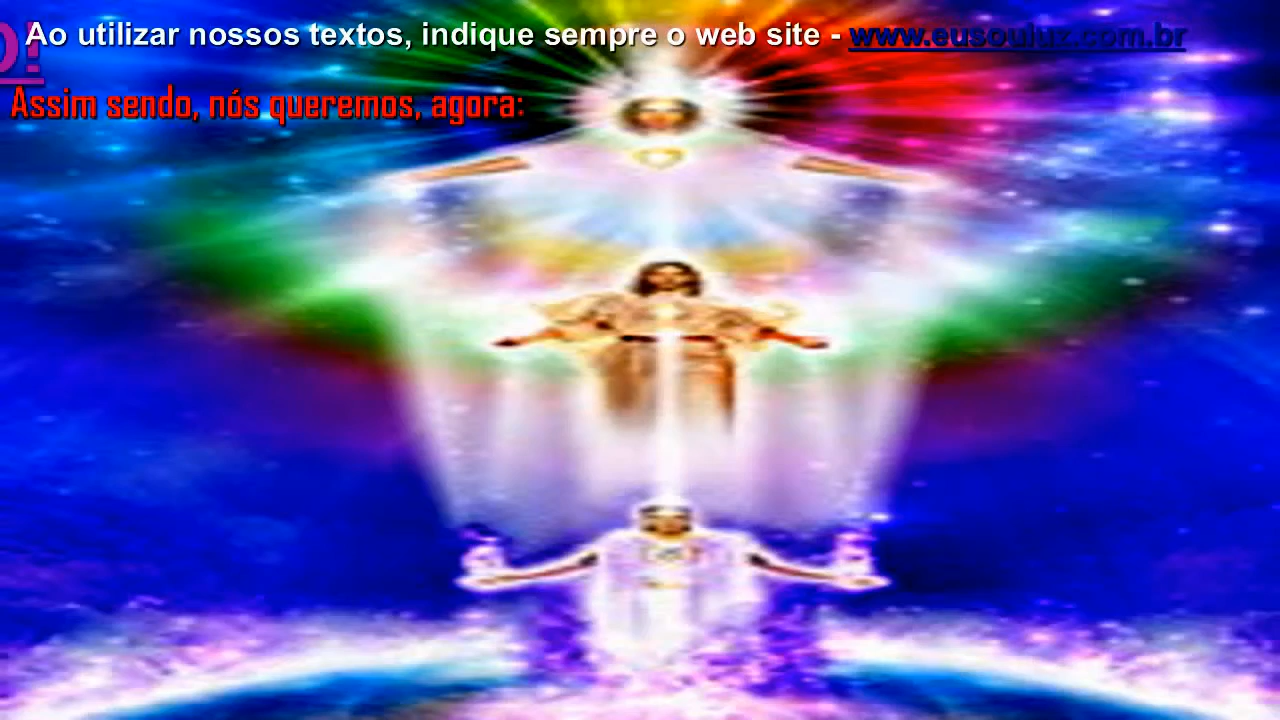 Ao utilizar nossos textos, indique sempre o web site - www.eusouluz.com.br
O!
Assim sendo, nós queremos, agora: